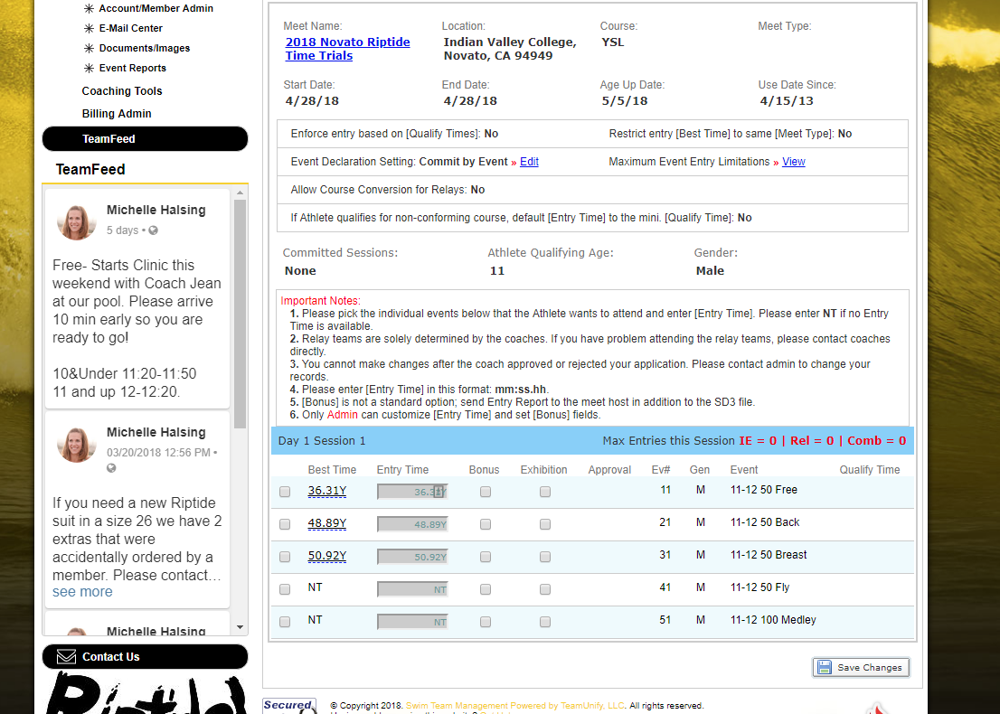 Account/Member Admin
E-Mail Center
Documents/Images
Event Reports
Coaching Tools
Billing Admin
TeamFeed
TeamFeed
Michelle Halsing
5 days •
Free- Starts Clinic this
weekend with Coach Jean
at our pool. Please arrive
10 min early so you are
ready to go!
10&Under 11:20-11:50
11 and up 12-12:20.
Michelle Halsing
03/20/2018 12:56 PM •
If you need a new Riptide
suit in a size 26 we have 2
extras that were
accidentally ordered by a
member. Please contact...
see more
Michelle Halsing
Contact Us
Riptide
Meet Name: Location: Course: Meet Type:
2018 Novato Riptide Indian Valley College, YSL
Time Trials Novato, CA 94949
Start Date: End Date: Age Up Date: Use Date Since:
4/28/18 4/28/18 5/5/18 4/15/13
Enforce entry based on [Qualify Times]: No Restrict entry [Best Time] to same [Meet Type]: No
Event Declaration Setting: Commit by Event » Edit Maximum Event Entry Limitations » View
Allow Course Conversion for Relays: No
If Athlete qualifies for non-conforming course, default [Entry Time] to the mini. [Qualify Time]: No
Committed Sessions: Athlete Qualifying Age: Gender:
None 11 Male
Important Notes:
1. Please pick the individual events below that the Athlete wants to attend and enter [Entry Time]. Please enter NT if no Entry
Time is available.
2. Relay teams are solely determined by the coaches. If you have problem attending the relay teams, please contact coaches
directly.
3. You cannot make changes after the coach approved or rejected your application. Please contact admin to change your
records.
4. Please enter [Entry Time] in this format: mm:ss.hh.
5. [Bonus] is not a standard option; send Entry Report to the meet host in addition to the SD3 file.
6. Only Admin can customize [Entry Time] and set [Bonus] fields.
Day 1 Session 1 Max Entries this Session IE = 0 | Rel = 0 | Comb = 0
Best Time Entry Time Bonus Exhibition Approval Ev# Gen Event Qualify Time
36.31Y 11 M 11-12 50 Free
48.89Y 48.89Y 21 M 11-12 50 Back
50.92Y 50.92Y 31 M 11-12 50 Breast
NT NT 41 M 11-12 50 Fly
NT NT 51 M 11-12 100 Medley
Save Changes
Secured
© Copyright 2018. Swim Team Management Powered by TeamUnify, LLC. All rights reserved.